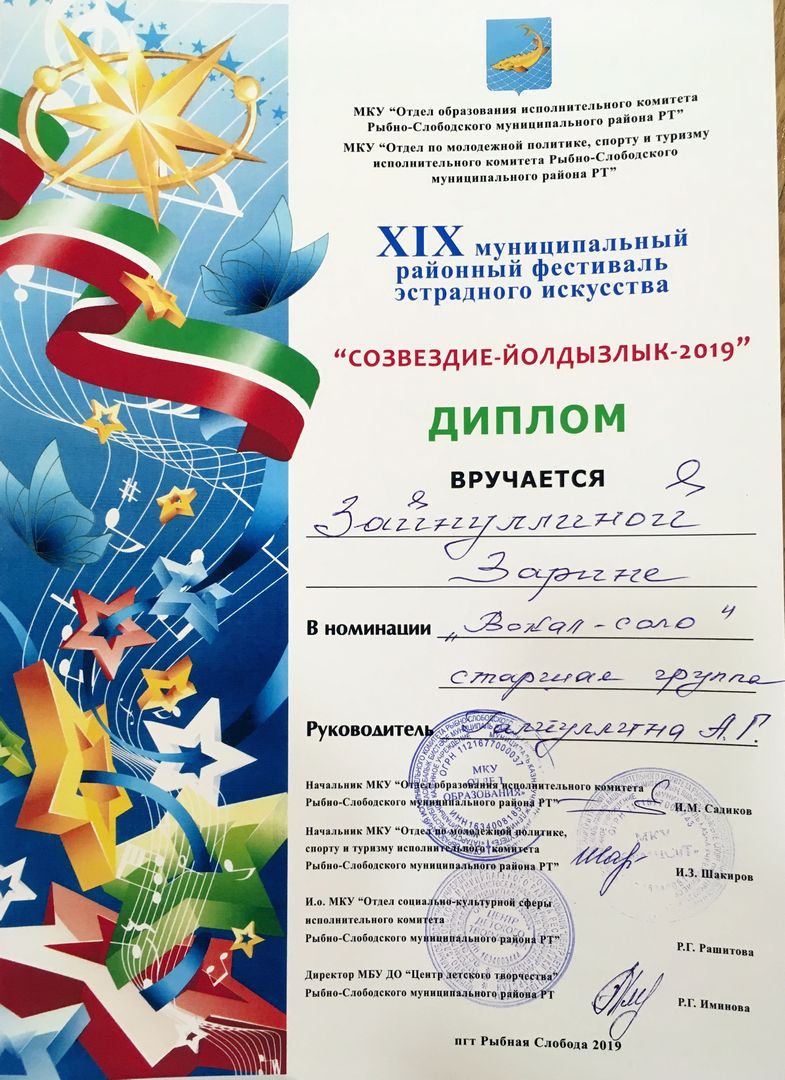 МКУ “Отдел образования исполнительного комитета
Рыбно-Слободского муниципального района РТ”
МКУ “Отдел по молодежной политике, спорту и туризму
исполнительного комитета Рыбно-Слободского
муниципального района РТ”
XIX муниципальный
районный фестиваль
эстрадного искусства
“СОЗВЕЗДИЕ-ЙОЛДЫЗЛЫК-2019”
ДИПЛОМ
ВРУЧАЕТСЯ
Зайнуллиной
Зарине
В номинации „Вокал-соло"
старшая группа
Руководитель А.Г.
Начальник МКУ “Отдел образования исполнительного комитета
Рыбно-Слободского муниципального района РТ” И.М. Садиков
Начальник МКУ “Отдел по молодежной политике,
спорту и туризму исполнительного комитета
Рыбно-Слободского муниципального района РТ” И.З. Шакиров
И.о. МКУ “Отдел социально-культурной сферы
исполнительного комитета
Рыбно-Слободского муниципального района РТ” Р.Г. Рашитова
Директор МБУ ДО “Центр детского творчества”
Рыбно-Слободского муниципального района РТ Р.Г. Иминова
пгт Рыбная Слобода 2019